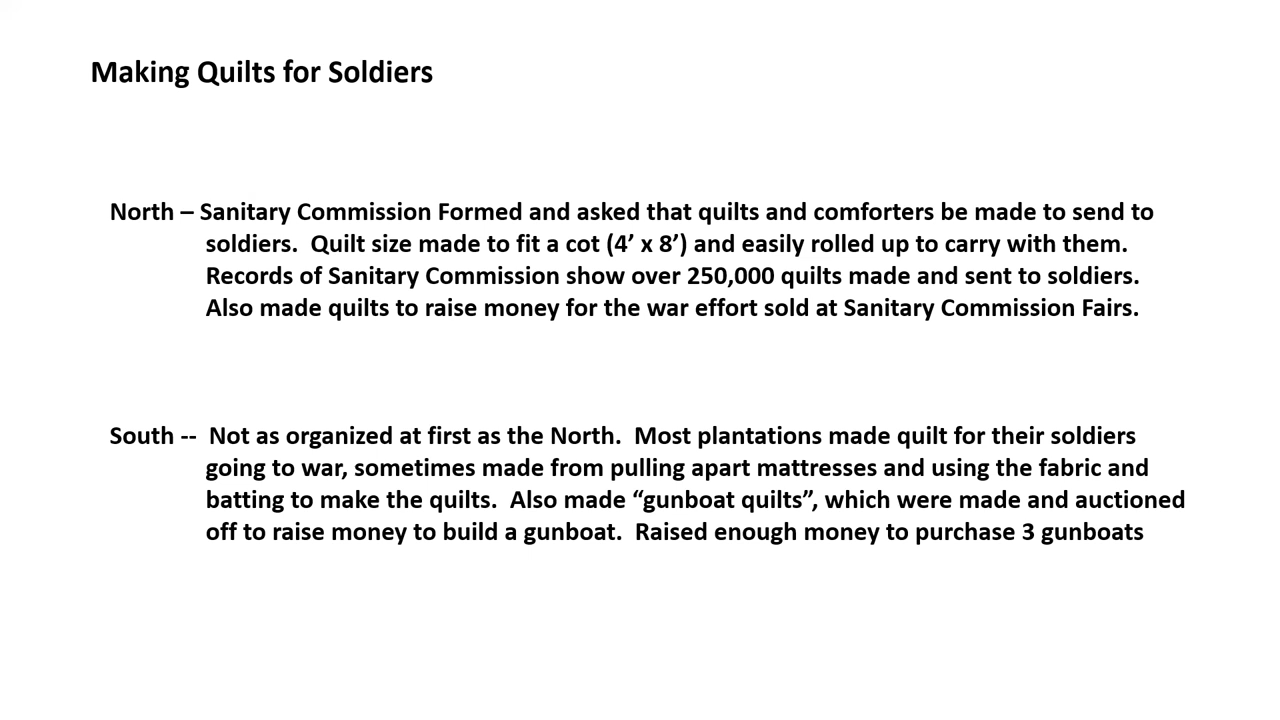 Making Quilts for Soldiers
North – Sanitary Commission Formed and asked that quilts and comforters be made to send to
soldiers.  Quilt size made to fit a cot (4’ x 8’) and easily rolled up to carry with them.
Records of Sanitary Commission show over 250,000 quilts made and sent to soldiers.
Also made quilts to raise money for the war effort sold at Sanitary Commission Fairs.
South --  Not as organized at first as the North.  Most plantations made quilt for their soldiers
going to war, sometimes made from pulling apart mattresses and using the fabric and
batting to make the quilts.  Also made “gunboat quilts”, which were made and auctioned
off to raise money to build a gunboat.  Raised enough money to purchase 3 gunboats